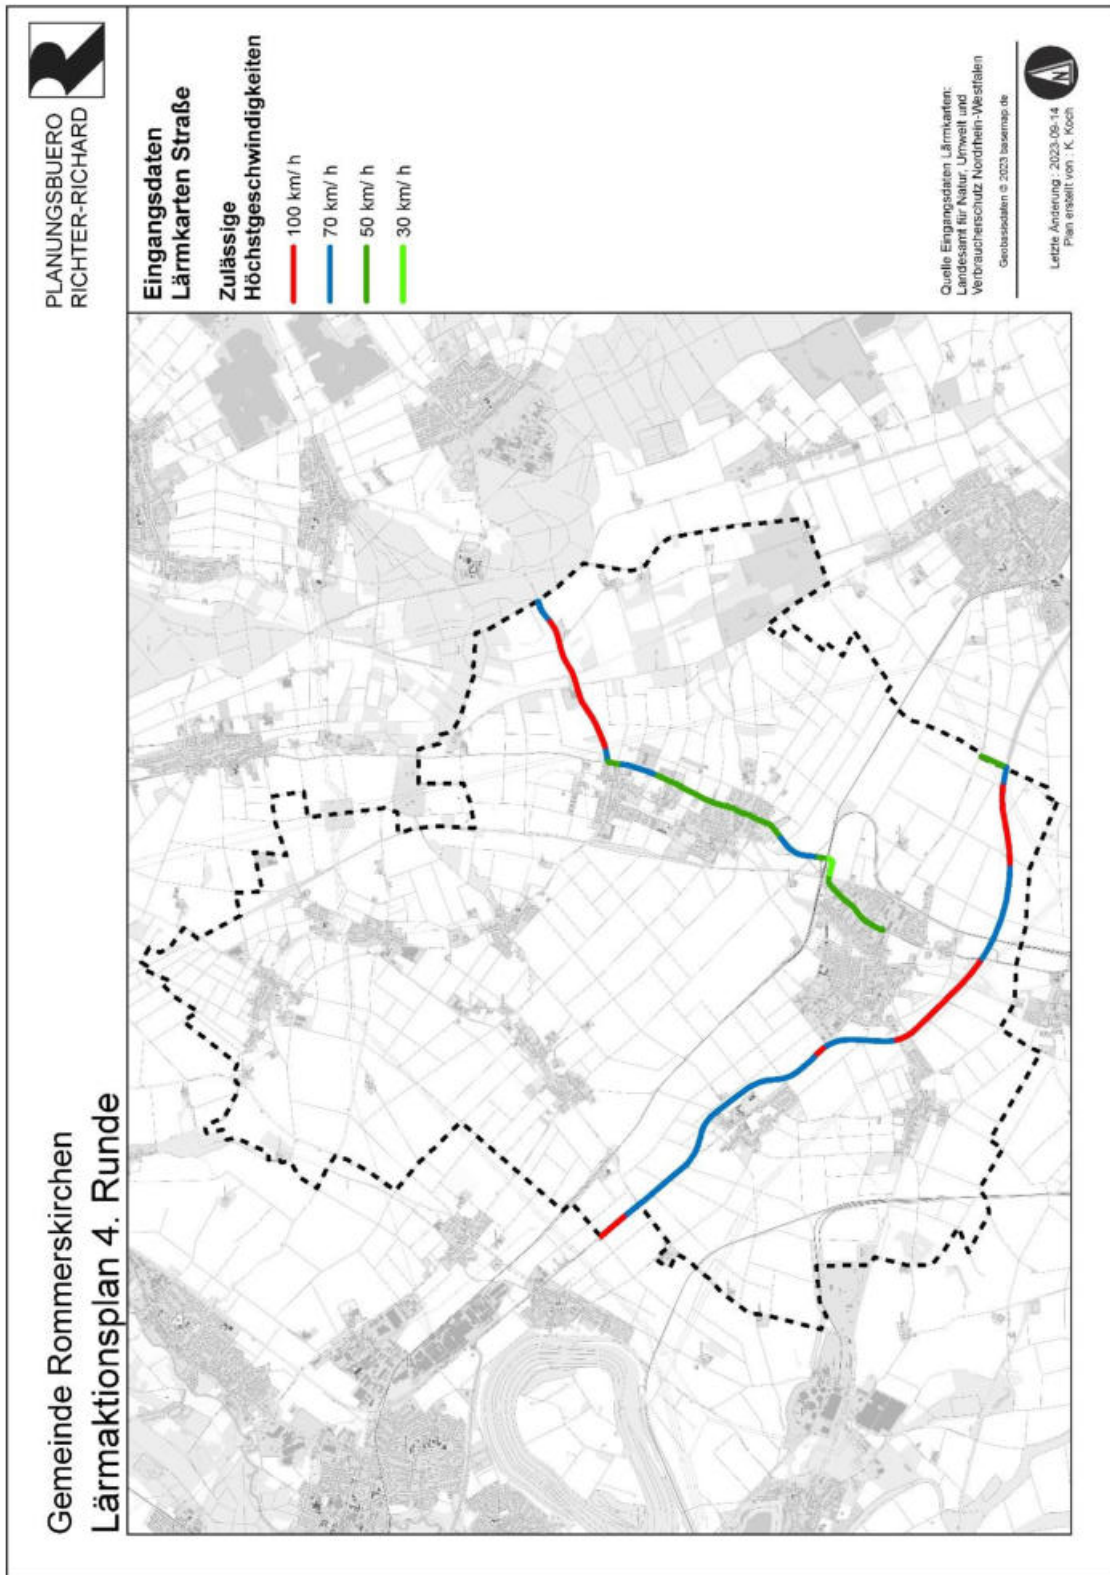 Gemeinde Rommerskirchen
Lärmaktionsplan 4. Runde
PLANUNGSBUERO
RICHTER-RICHARD
Eingangsdaten
Lärmkarten Straße
Zulässige
Höchstgeschwindigkeiten
100 km/ h
70 km/ h
50 km/ h
30 km/ h
Quelle Eingangsdaten Lärmkarten:
Landesamt für Natur, Umwelt und
Verbraucherschutz Nordrhein-Westfalen
Geobasisdaten © 2023 basemap.de
N
Letzte Änderung : 2023-09-14
Plan erstellt von : K. Koch